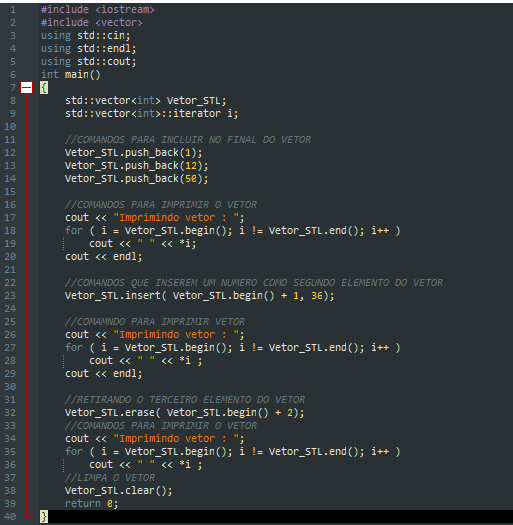 1 #include <iostream>
2 #include <vector>
3 using std::cin;
4 using std::endl;
5 using std::cout;
6 int main()
7 {
8 std::vector<int> Vetor_STL;
9 std::vector<int>::iterator i;
10
11 //COMANDOS PARA INCLUIR NO FINAL DO VETOR
12 Vetor_STL.push_back(1);
13 Vetor_STL.push_back(12);
14 Vetor_STL.push_back(50);
15
16 //COMANDOS PARA IMPRIMIR O VETOR
17 cout << "Imprimindo vetor : ";
18 for ( i = Vetor_STL.begin(); i != Vetor_STL.end(); i++ )
19 cout << " " << *i;
20 cout << endl;
21
22 //COMANDOS QUE INSEREM UM NUMERO COMO SEGUNDO ELEMENTO DO VETOR
23 Vetor_STL.insert( Vetor_STL.begin() + 1, 36);
24
25 //COMAMNDO PARA IMPRIMIR VETOR
26 cout << "Imprimindo vetor : ";
27 for ( i = Vetor_STL.begin(); i != Vetor_STL.end(); i++ )
28 cout << " " << *i ;
29 cout << endl;
30
31 //RETIRANDO O TERCEIRO ELEMENTO DO VETOR
32 Vetor_STL.erase( Vetor_STL.begin() + 2);
33 //COMANDOS PARA IMPRIMIR O VETOR
34 cout << "Imprimindo vetor : ";
35 for ( i = Vetor_STL.begin(); i != Vetor_STL.end(); i++ )
36 cout << " " << *i ;
37 //LIMPA O VETOR
38 Vetor_STL.clear();
39 return 0;
40 }